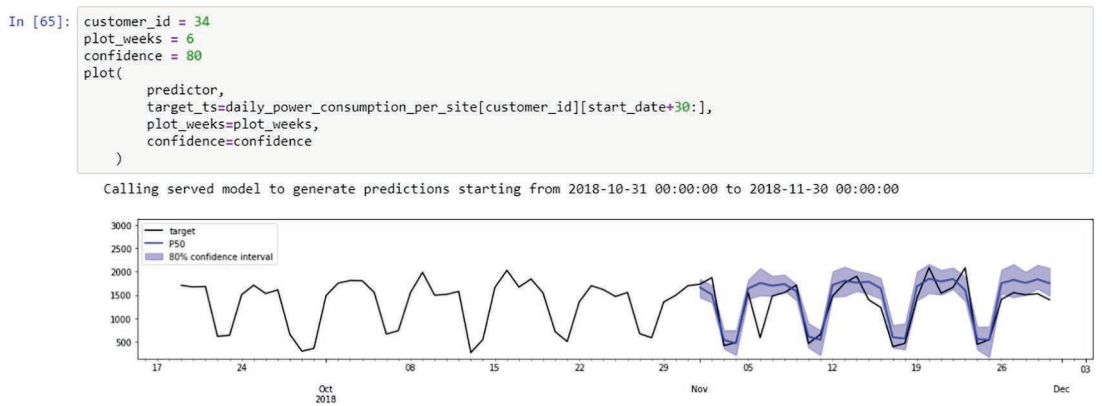 In [65]: customer_id = 34
plot_weeks = 6
confidence = 80
plot(
predictor,
target_ts=daily_power_consumption_per_site[customer_id][start_date+30:],
plot_weeks=plot_weeks,
confidence=confidence
)
Calling served model to generate predictions starting from 2018-10-31 00:00:00 to 2018-11-30 00:00:00
3000
2500
2000
1500
1000
500
target
P50
80% confidence interval
17 24 08 15 22 29 05 12 19 26 03
Oct Nov Dec
2018